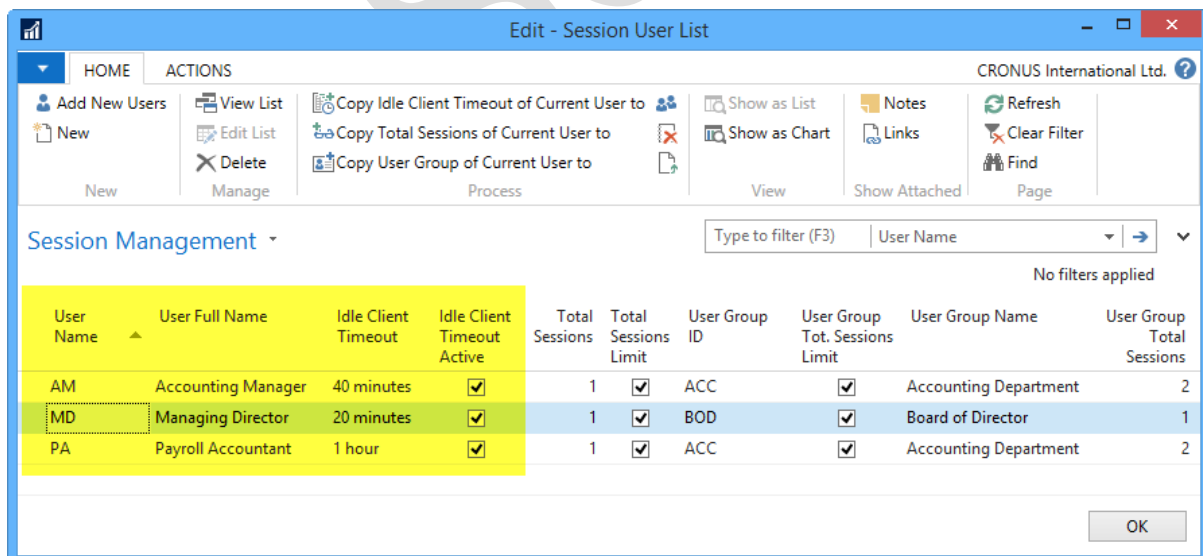 Edit - Session User List
HOME ACTIONS CRONUS International Ltd.
Add New Users View List Copy Idle Client Timeout of Current User to Show as List Notes Refresh
New Edit List Copy Total Sessions of Current User to Show as Chart Links Clear Filter
Delete Copy User Group of Current User to Find
New Manage Process View Show Attached Page
Session Management Type to filter (F3) User Name
No filters applied
User Name User Full Name Idle Client Timeout Idle Client Timeout Active Total Sessions Total Sessions Limit User Group ID User Group Tot. Sessions Limit User Group Name User Group Total Sessions
AM Accounting Manager 40 minutes 1 ACC Accounting Department 2
MD Managing Director 20 minutes 1 BOD Board of Director 1
PA Payroll Accountant 1 hour 1 ACC Accounting Department 2
OK